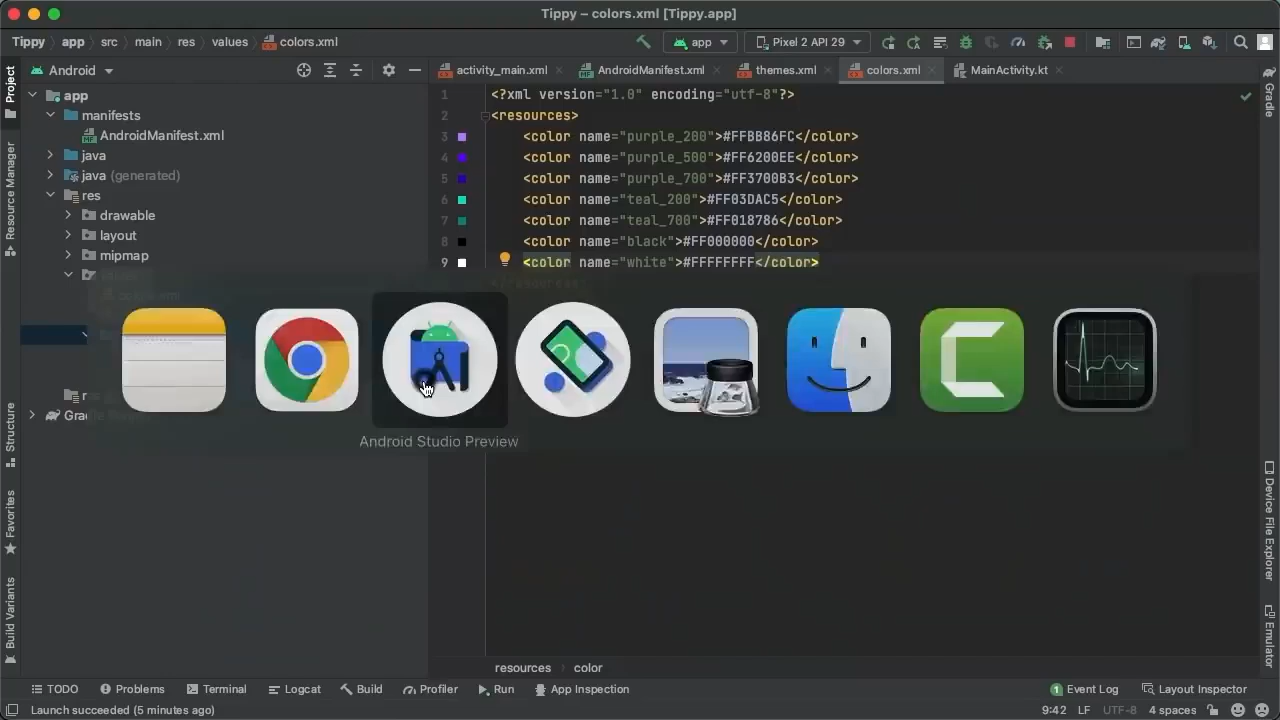 Tippy – colors.xml [Tippy.app]
Tippy app src main res values colors.xml
app Pixel 2 API 29
Project
Resource Manager
Structure
Favorites
Build Variants
Android
app
manifests
AndroidManifest.xml
java
java (generated)
res
drawable
layout
mipmap
activity_main.xml AndroidManifest.xml themes.xml colors.xml MainActivity.kt
1 <?xml version="1.0" encoding="utf-8"?>
2 <resources>
3 <color name="purple_200">#FFBB86FC</color>
4 <color name="purple_500">#FF6200EE</color>
5 <color name="purple_700">#FF3700B3</color>
6 <color name="teal_200">#FF03DAC5</color>
7 <color name="teal_700">#FF018786</color>
8 <color name="black">#FF000000</color>
9 <color name="white">#FFFFFFFF</color>
Android Studio Preview
Gradle
Device File Explorer
Emulator
resources color
TODO Problems Terminal Logcat Build Profiler Run App Inspection 1 Event Log Layout Inspector
Launch succeeded (5 minutes ago) 9:42 LF UTF-8 4 spaces